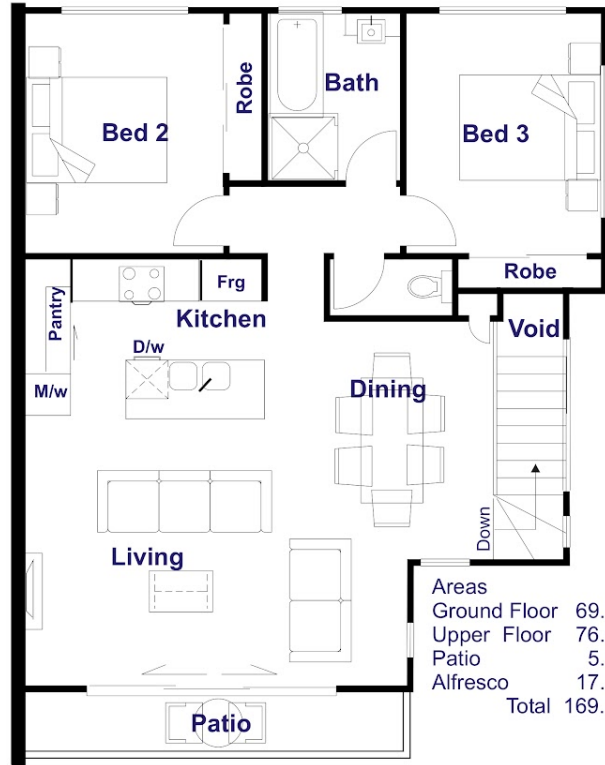 Bed 2
Robe
Bath
Bed 3
Robe
Pantry
Frg
Kitchen
Void
D/w
M/w
Dining
Down
Living
Patio
Areas
Ground Floor 69.
Upper Floor 76.
Patio 5.
Alfresco 17.
Total 169.